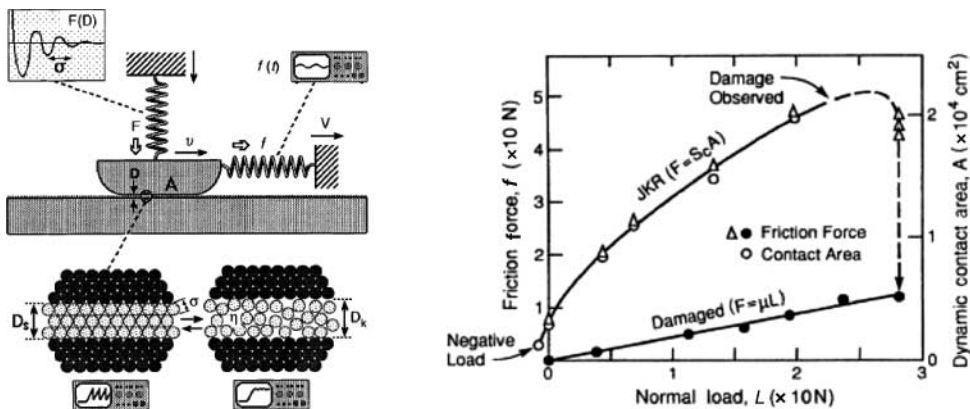 F(D)
σ
f(t)
F
υ
f
V
D
A
σ
Dₛ
η
Dₖ
Friction force, f (×10 N)
5
4
3
2
1
0
Damage
Observed
JKR (F=S꜀A)
△ ● Friction Force
○ Contact Area
Damaged (F=μL)
Negative
Load
0
1
2
3
Normal load, L (×10N)
2
1
0
Dynamic contact area, A (×10⁴ cm²)